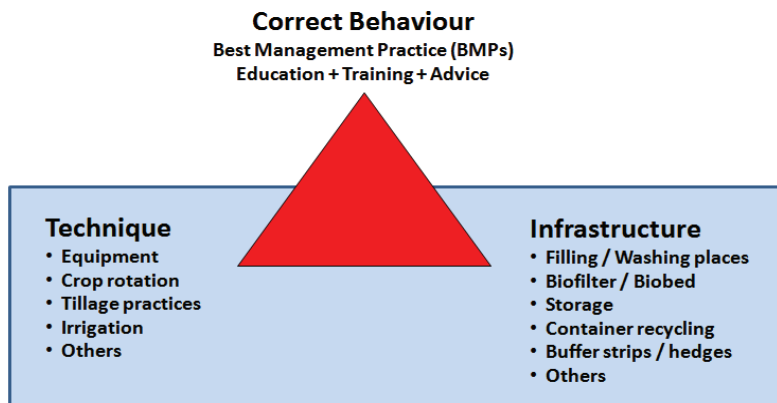 Correct Behaviour
Best Management Practice (BMPs)
Education + Training + Advice
Technique
• Equipment
• Crop rotation
• Tillage practices
• Irrigation
• Others
Infrastructure
• Filling / Washing places
• Biofilter / Biobed
• Storage
• Container recycling
• Buffer strips / hedges
• Others